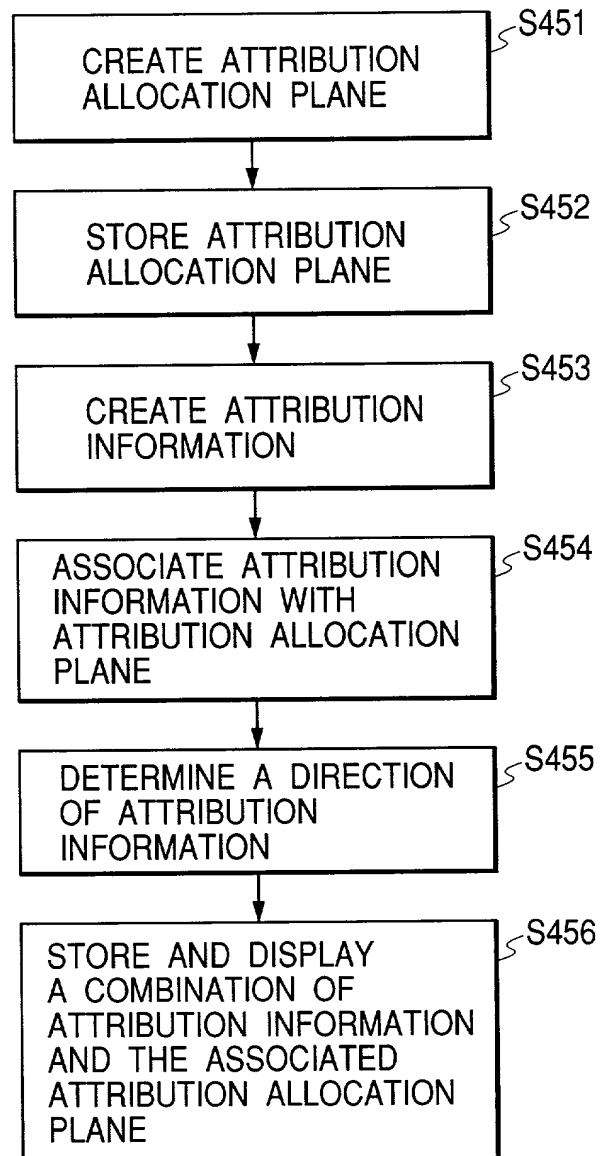 S451
CREATE ATTRIBUTION
ALLOCATION PLANE
S452
STORE ATTRIBUTION
ALLOCATION PLANE
S453
CREATE ATTRIBUTION
INFORMATION
S454
ASSOCIATE ATTRIBUTION
INFORMATION WITH
ATTRIBUTION ALLOCATION
PLANE
S455
DETERMINE A DIRECTION
OF ATTRIBUTION
INFORMATION
S456
STORE AND DISPLAY
A COMBINATION OF
ATTRIBUTION INFORMATION
AND THE ASSOCIATED
ATTRIBUTION ALLOCATION
PLANE